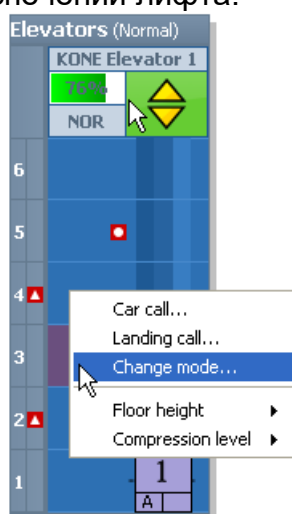 лифта.
Elevators (Normal)
KONE Elevator 1
76%
NOR
6
5
4
3
2
1
Car call...
Landing call...
Change mode...
Floor height
Compression level
1
A